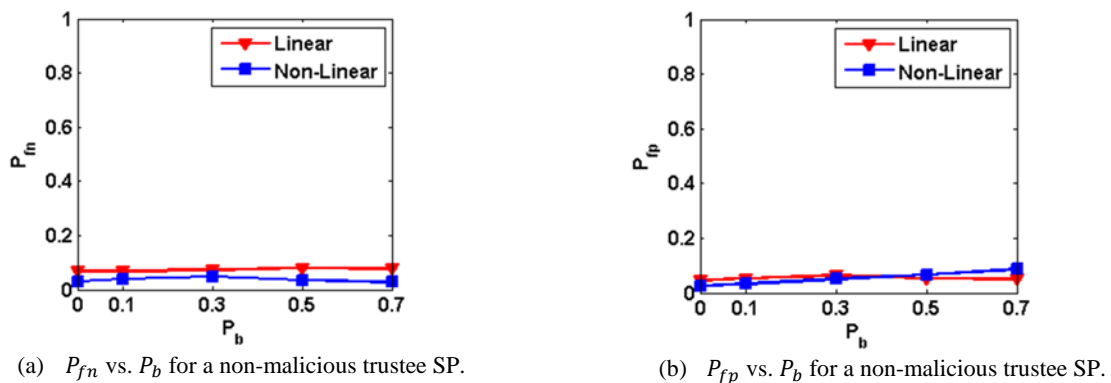 1
0.8
0.6
0.4
0.2
0
P_fn
0 0.1 0.3 0.5 0.7
P_b
Linear
Non-Linear
(a) P_fn vs. P_b for a non-malicious trustee SP.
1
0.8
0.6
0.4
0.2
0
P_fp
0 0.1 0.3 0.5 0.7
P_b
Linear
Non-Linear
(b) P_fp vs. P_b for a non-malicious trustee SP.